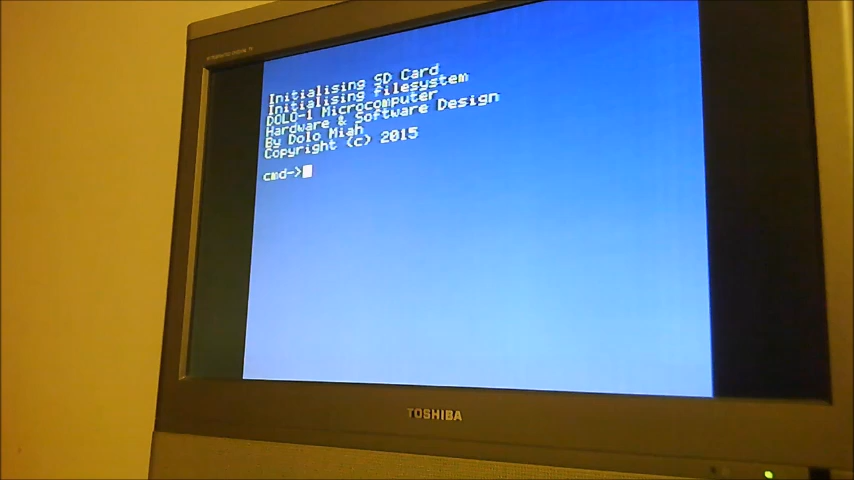 Initialising SD Card
Initialising filesystem
DOLO-1 Microcomputer
Hardware & Software Design
By Dolo Miah
Copyright (c) 2015
cmd->
TOSHIBA